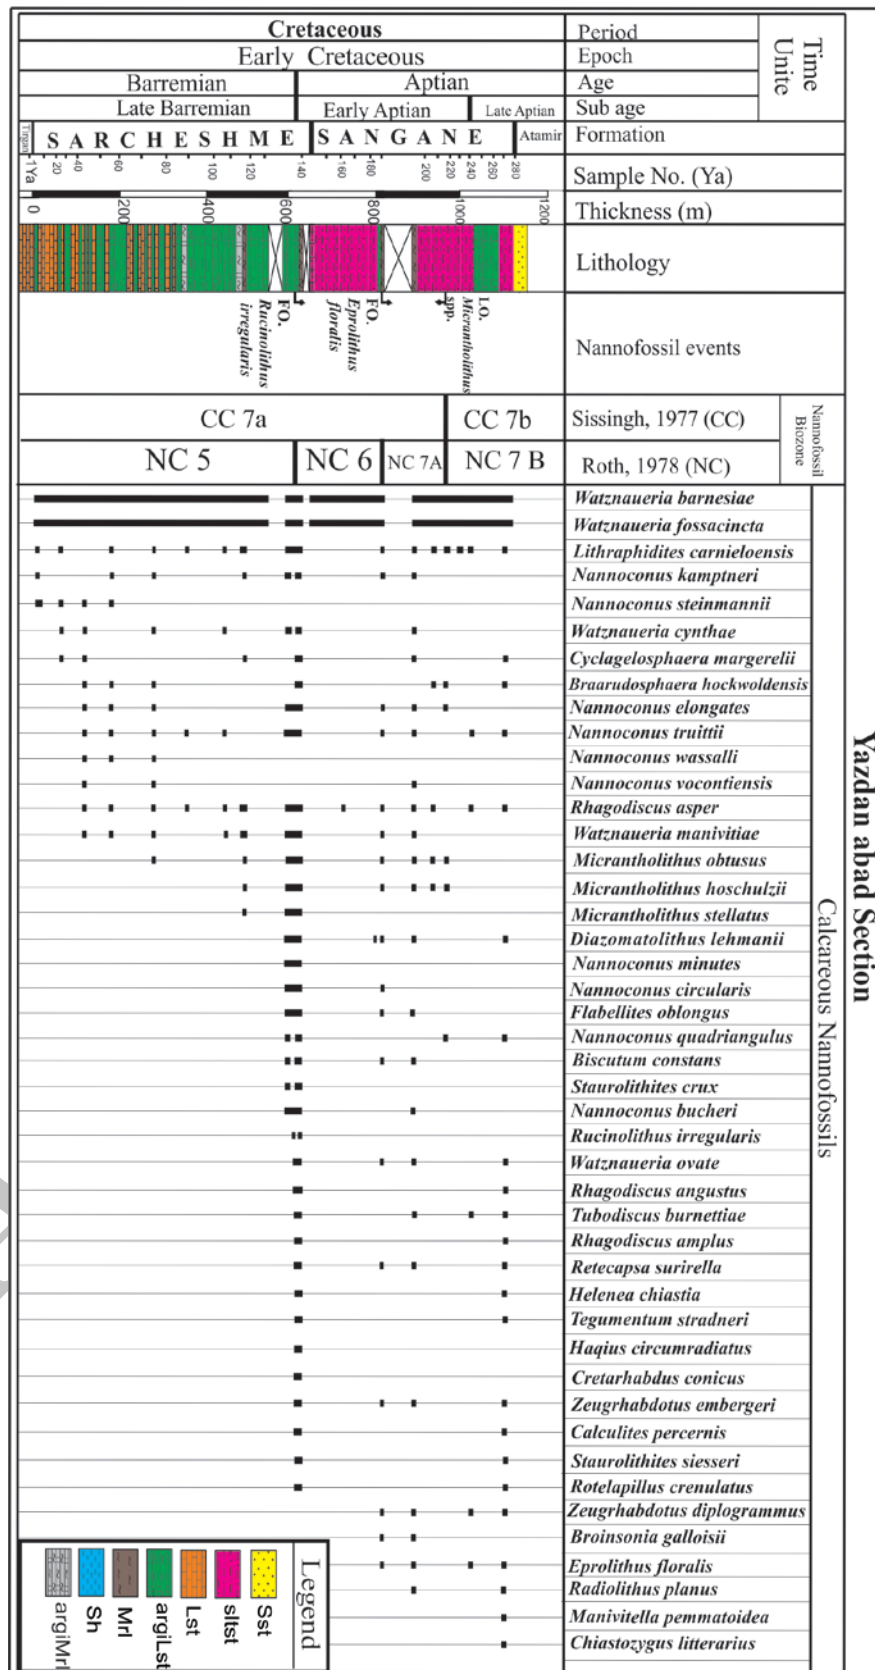 Cretaceous
Period
Time Unite
Early Cretaceous
Epoch
Barremian
Aptian
Age
Late Barremian
Early Aptian
Late Aptian
Sub age
Tirgan
SARCHESHME
SANGANE
Atamir
Formation
1Ya 20 40 60 80 100 120 140 160 180 200 220 240 260 280
Sample No. (Ya)
0 200 400 600 800 1000 1200
Thickness (m)
Lithology
FO. Rucinolithus irregularis
FO. Eprolithus floralis
LO. Micrantholithus spp.
Nannofossil events
CC 7a
CC 7b
Sissingh, 1977 (CC)
Nannofossil Biozone
NC 5
NC 6
NC 7A
NC 7 B
Roth, 1978 (NC)
Watznaueria barnesiae
Watznaueria fossacincta
Lithraphidites carnieloensis
Nannoconus kamptneri
Nannoconus steinmannii
Watznaueria cynthae
Cyclagelosphaera margerelii
Braarudosphaera hockwoldensis
Nannoconus elongates
Nannoconus truittii
Nannoconus wassalli
Nannoconus vocontiensis
Rhagodiscus asper
Watznaueria manivitiae
Micrantholithus obtusus
Micrantholithus hoschulzii
Micrantholithus stellatus
Diazomatolithus lehmanii
Nannoconus minutes
Nannoconus circularis
Flabellites oblongus
Nannoconus quadriangulus
Biscutum constans
Staurolithites crux
Nannoconus bucheri
Rucinolithus irregularis
Watznaueria ovate
Rhagodiscus angustus
Tubodiscus burnettiae
Rhagodiscus amplus
Retecapsa surirella
Helenea chiastia
Tegumentum stradneri
Haqius circumradiatus
Cretarhabdus conicus
Zeugrhabdotus embergeri
Calculites percernis
Staurolithites siesseri
Rotelapillus crenulatus
Zeugrhabdotus diplogrammus
Broinsonia galloisii
Eprolithus floralis
Radiolithus planus
Manivitella pemmatoidea
Chiastozygus litterarius
Calcareous Nannofossils
Yazdan abad Section
Legend
Sst
sltst
Lst
argiLst
Mrl
Sh
argiMrl